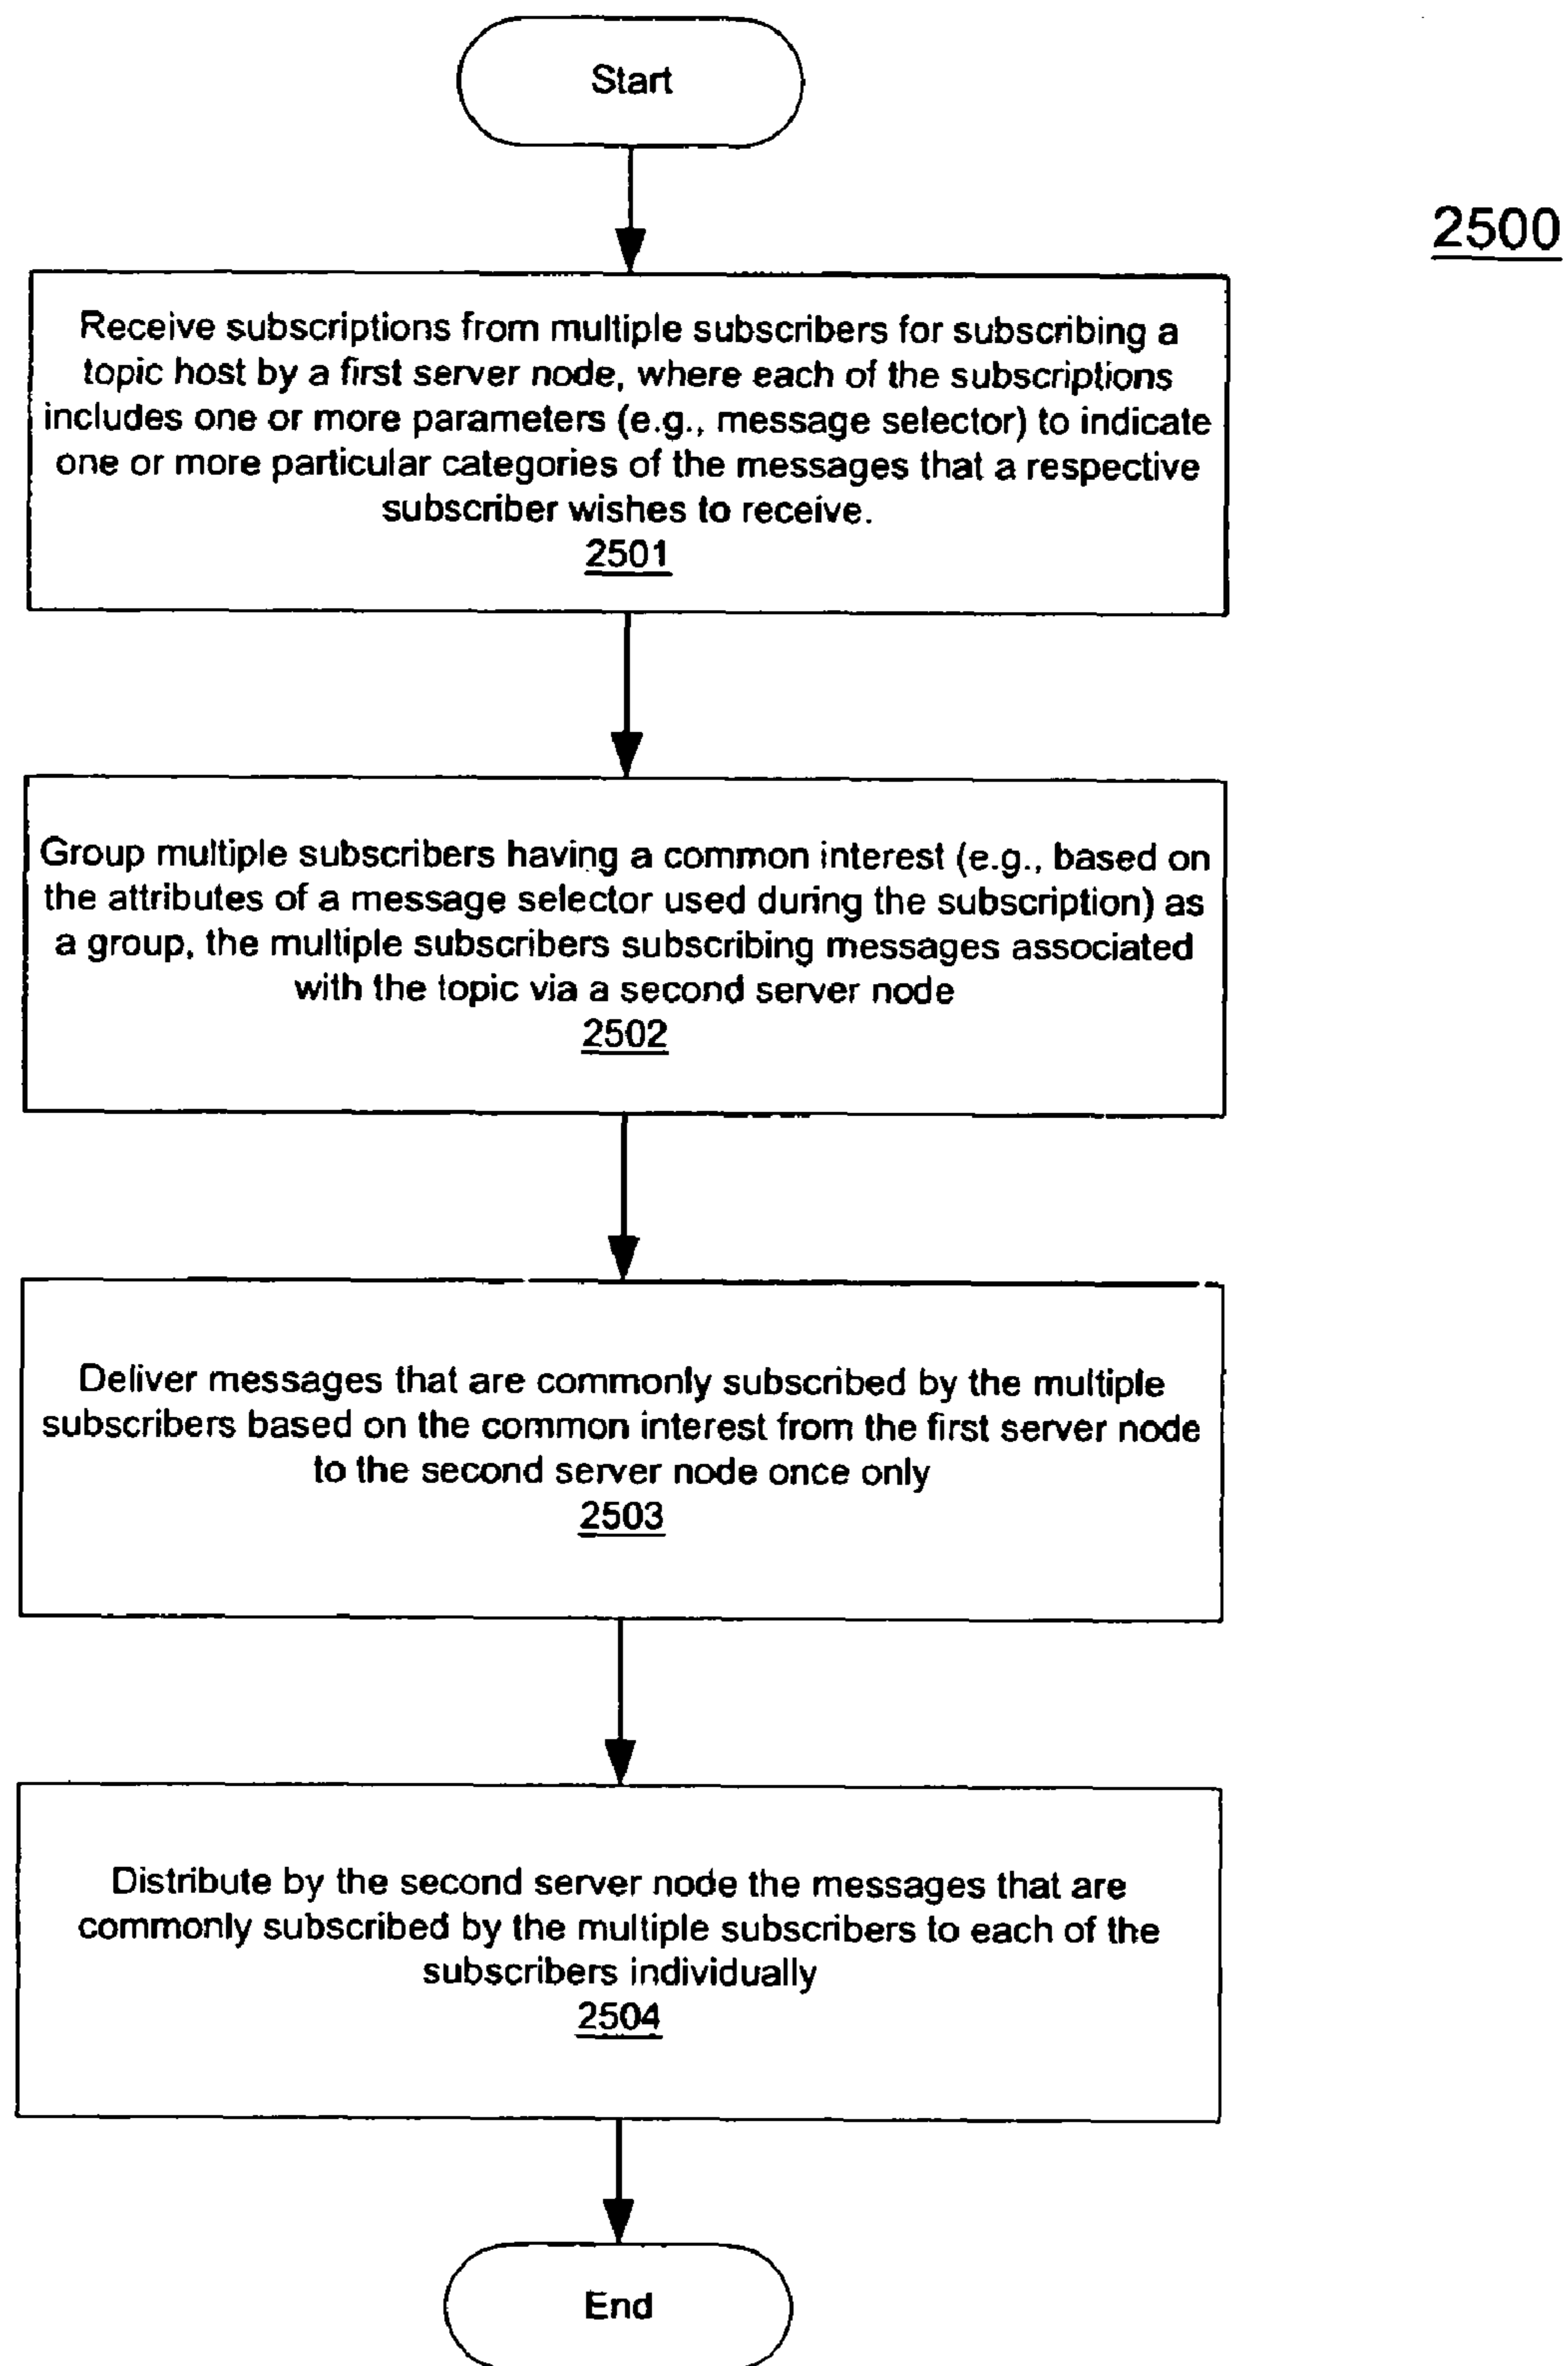 Start
2500
Receive subscriptions from multiple subscribers for subscribing a
topic host by a first server node, where each of the subscriptions
includes one or more parameters (e.g., message selector) to indicate
one or more particular categories of the messages that a respective
subscriber wishes to receive.
2501
Group multiple subscribers having a common interest (e.g., based on
the attributes of a message selector used during the subscription) as
a group, the multiple subscribers subscribing messages associated
with the topic via a second server node
2502
Deliver messages that are commonly subscribed by the multiple
subscribers based on the common interest from the first server node
to the second server node once only
2503
Distribute by the second server node the messages that are
commonly subscribed by the multiple subscribers to each of the
subscribers individually
2504
End